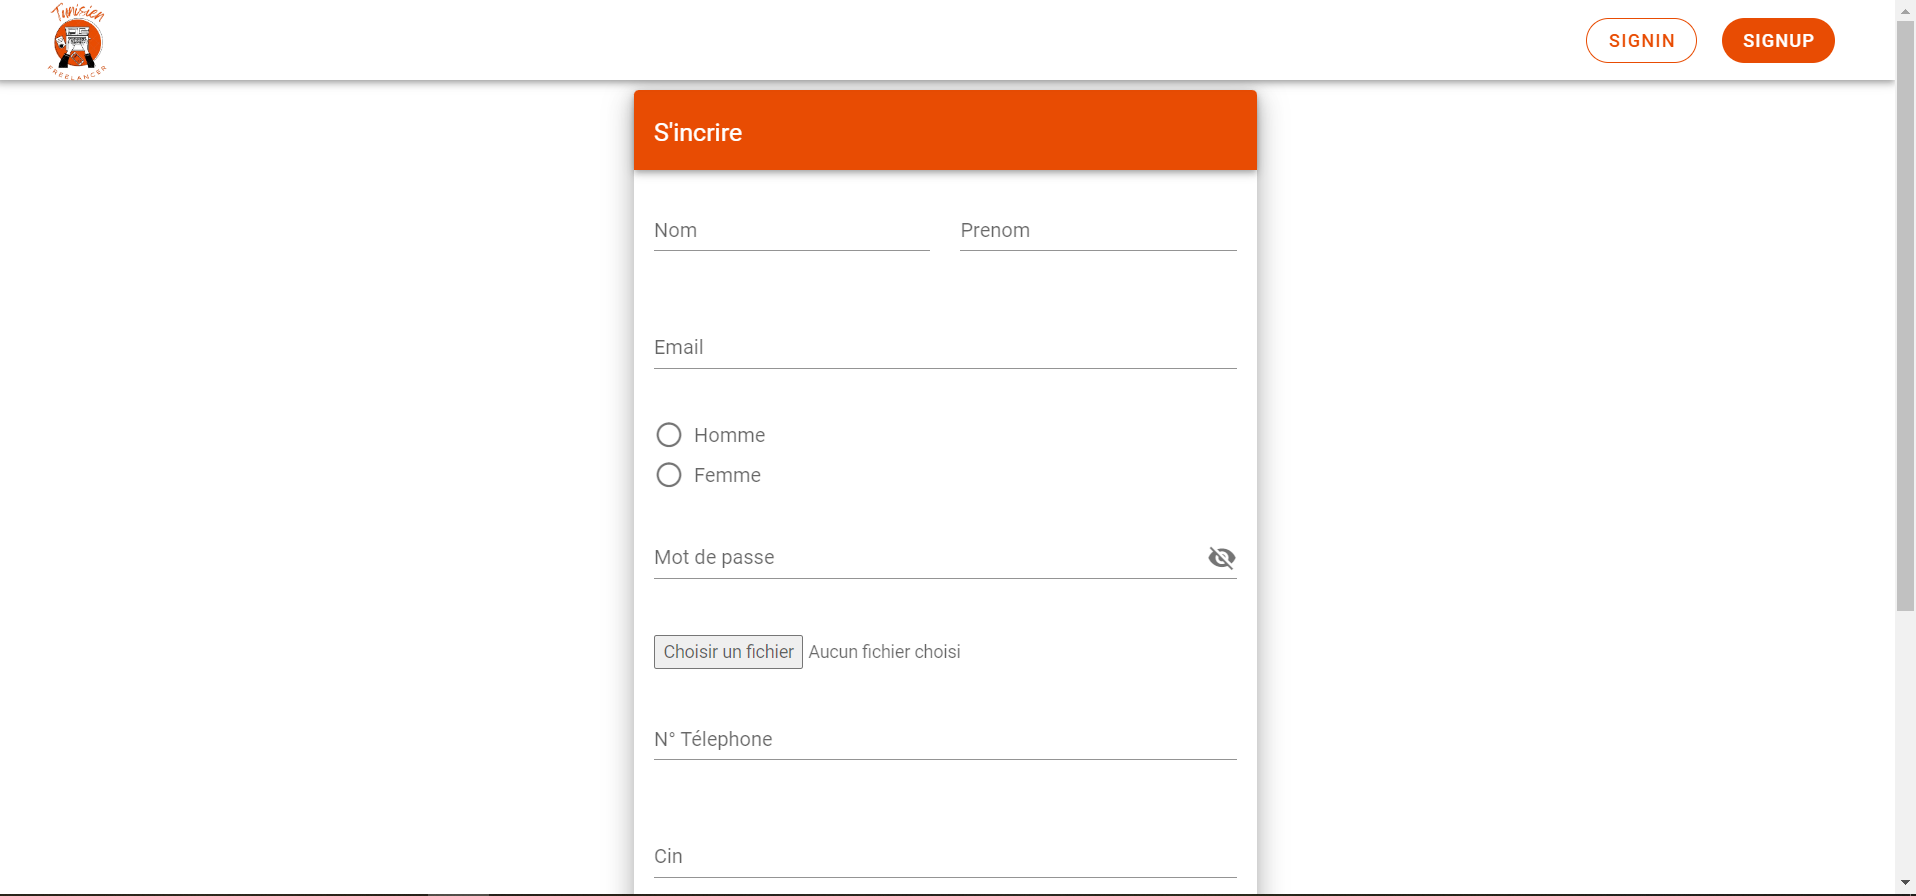 Tunisien
FREELANCER
SIGNIN
SIGNUP
S'incrire
Nom
Prenom
Email
Homme
Femme
Mot de passe
Choisir un fichier Aucun fichier choisi
N° Télephone
Cin